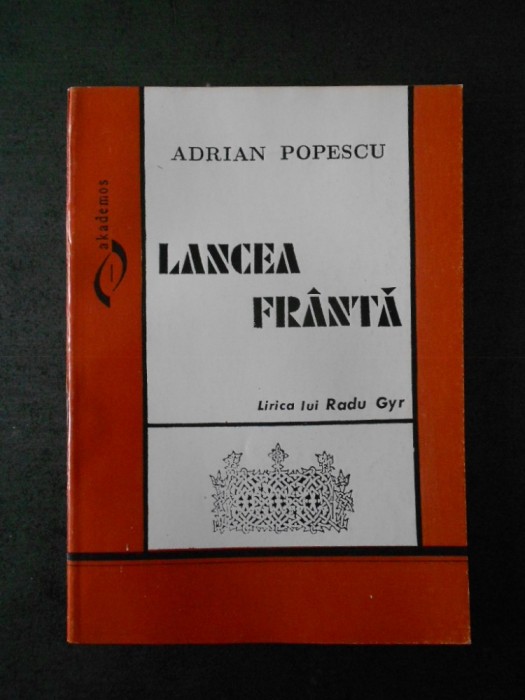 ADRIAN POPESCU
akademos
LANCEA
FRÂNTĂ
Lirica lui Radu Gyr